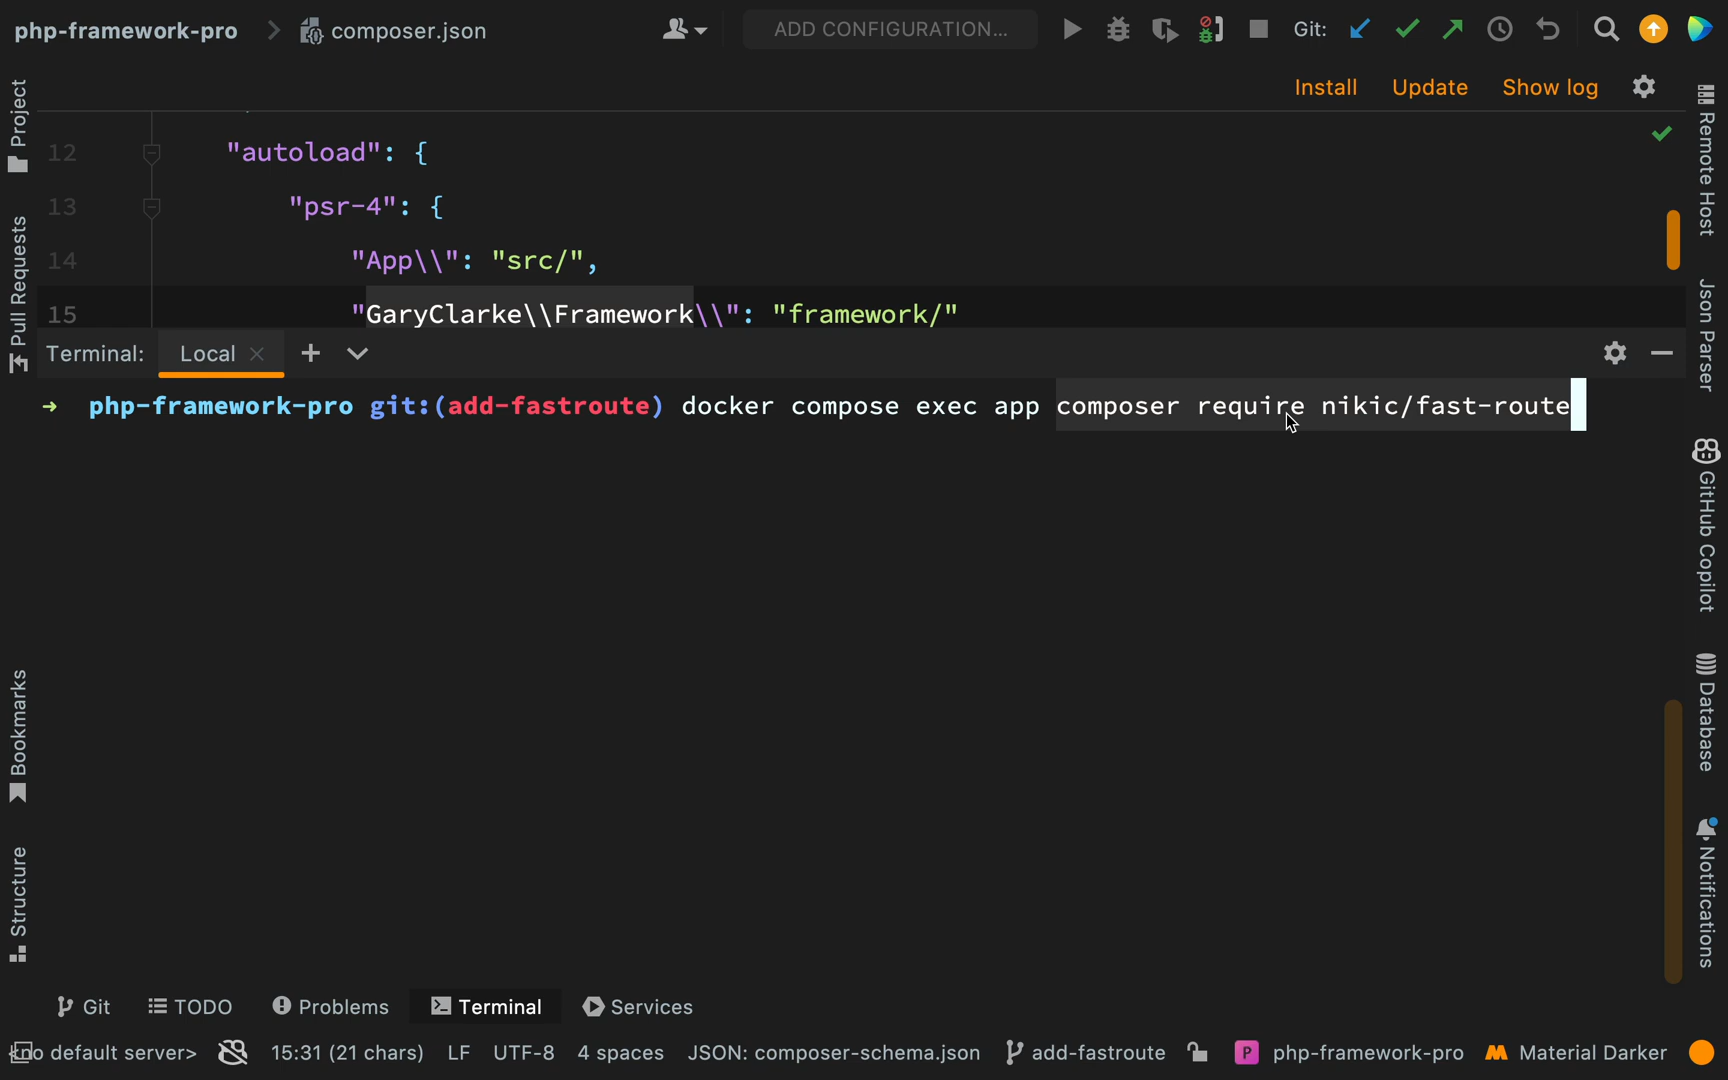 php-framework-pro > composer.json
ADD CONFIGURATION...
Git:
Install Update Show log
12 "autoload": {
13 "psr-4": {
14 "App\\": "src/",
15 "GaryClarke\\Framework\\": "framework/"
Terminal: Local
→ php-framework-pro git:(add-fastroute) docker compose exec app composer require nikic/fast-route
Project
Pull Requests
Bookmarks
Structure
Remote Host
Json Parser
GitHub Copilot
Database
Notifications
Git TODO Problems Terminal Services
<no default server> 15:31 (21 chars) LF UTF-8 4 spaces JSON: composer-schema.json add-fastroute P php-framework-pro Material Darker